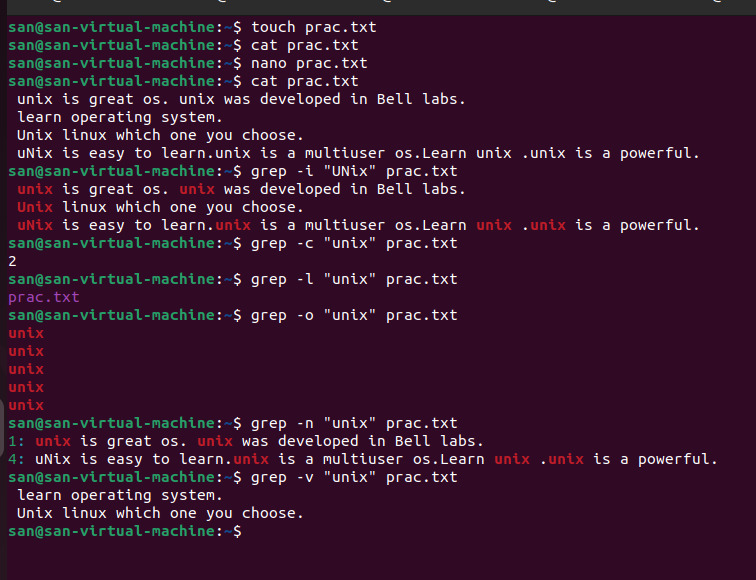 san@san-virtual-machine:~$ touch prac.txt
san@san-virtual-machine:~$ cat prac.txt
san@san-virtual-machine:~$ nano prac.txt
san@san-virtual-machine:~$ cat prac.txt
 unix is great os. unix was developed in Bell labs.
 learn operating system.
 Unix linux which one you choose.
 uNix is easy to learn.unix is a multiuser os.Learn unix .unix is a powerful.
san@san-virtual-machine:~$ grep -i "UNix" prac.txt
 unix is great os. unix was developed in Bell labs.
 Unix linux which one you choose.
 uNix is easy to learn.unix is a multiuser os.Learn unix .unix is a powerful.
san@san-virtual-machine:~$ grep -c "unix" prac.txt
2
san@san-virtual-machine:~$ grep -l "unix" prac.txt
prac.txt
san@san-virtual-machine:~$ grep -o "unix" prac.txt
unix
unix
unix
unix
unix
san@san-virtual-machine:~$ grep -n "unix" prac.txt
1: unix is great os. unix was developed in Bell labs.
4: uNix is easy to learn.unix is a multiuser os.Learn unix .unix is a powerful.
san@san-virtual-machine:~$ grep -v "unix" prac.txt
 learn operating system.
 Unix linux which one you choose.
san@san-virtual-machine:~$